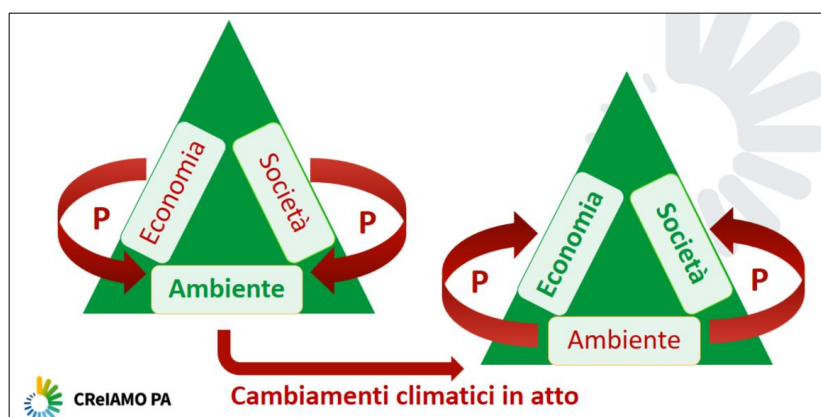 Economia
Società
P
P
Ambiente
Economia
Società
P
P
Ambiente
Cambiamenti climatici in atto
CReIAMO PA